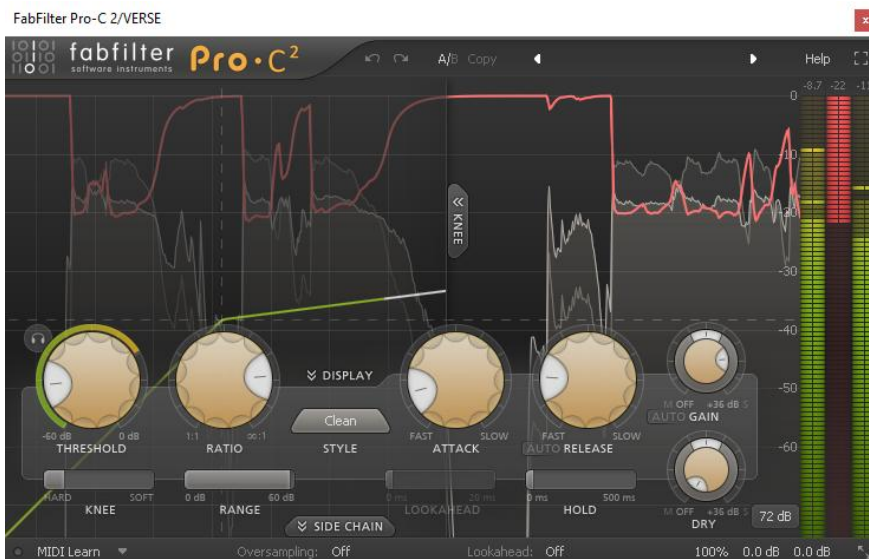 FabFilter Pro-C 2/VERSE
x
fabfilter
software instruments
Pro·C²
A/B Copy
Help
-8.7 -22 -11
0
-10
-20
-30
-40
-50
-60
KNEE
DISPLAY
Clean
-60 dB 0 dB
THRESHOLD
1:1 ∞:1
RATIO
STYLE
FAST SLOW
ATTACK
FAST SLOW
AUTO RELEASE
M OFF +36 dB S
AUTO GAIN
HARD SOFT
KNEE
0 dB 60 dB
RANGE
0 ms 20 ms
LOOKAHEAD
0 ms 500 ms
HOLD
M OFF +36 dB S
DRY
72 dB
SIDE CHAIN
MIDI Learn
Oversampling: Off
Lookahead: Off
100%
0.0 dB
0.0 dB